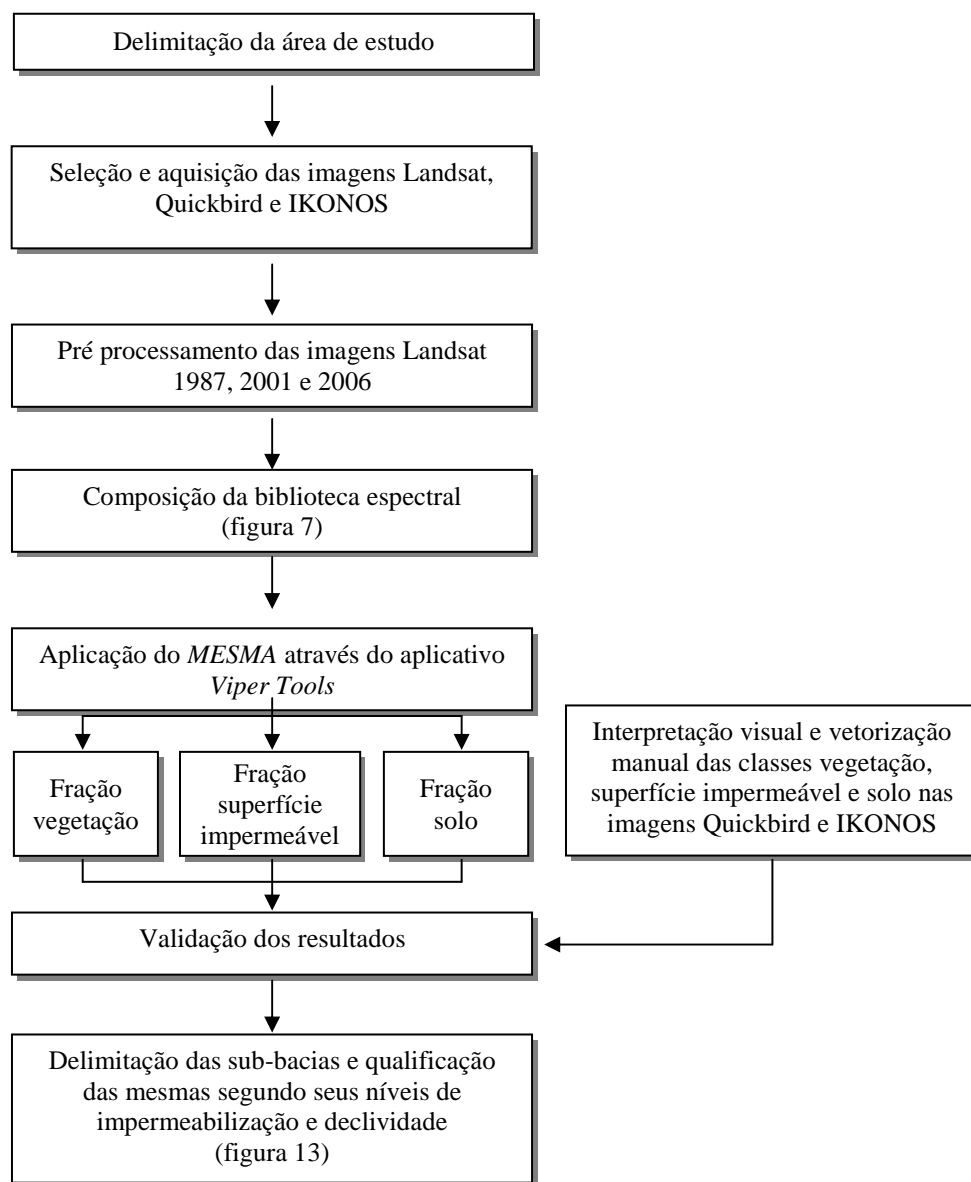 Delimitação da área de estudo
Seleção e aquisição das imagens Landsat,
Quickbird e IKONOS
Pré processamento das imagens Landsat
1987, 2001 e 2006
Composição da biblioteca espectral
(figura 7)
Aplicação do MESMA através do aplicativo
Viper Tools
Fração
vegetação
Fração
superfície
impermeável
Fração
solo
Interpretação visual e vetorização
manual das classes vegetação,
superfície impermeável e solo nas
imagens Quickbird e IKONOS
Validação dos resultados
Delimitação das sub-bacias e qualificação
das mesmas segundo seus níveis de
impermeabilização e declividade
(figura 13)